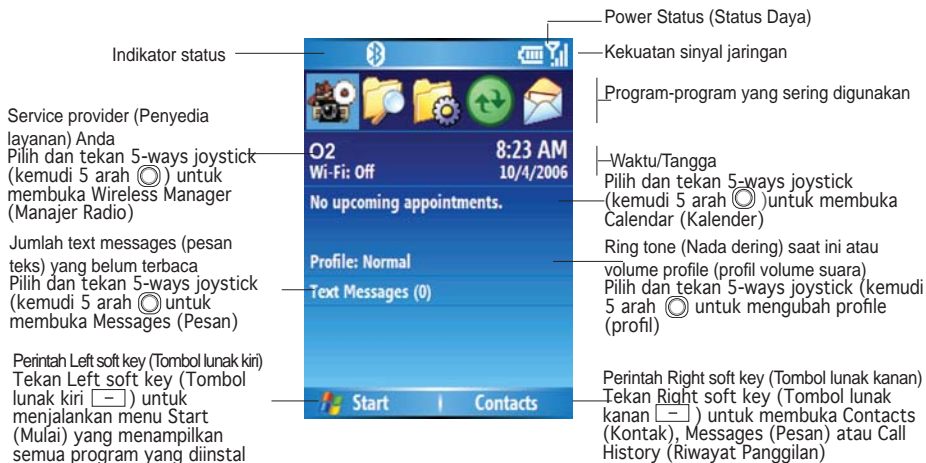 Power Status (Status Daya)
Indikator status
Kekuatan sinyal jaringan
Program-program yang sering digunakan
Service provider (Penyedia
layanan) Anda
Pilih dan tekan 5-ways joystick
(kemudi 5 arah ) untuk
membuka Wireless Manager
(Manajer Radio)
Jumlah text messages (pesan
teks) yang belum terbaca
Pilih dan tekan 5-ways joystick
(kemudi 5 arah untuk
membuka Messages (Pesan)
Perintah Left soft key (Tombol lunak kiri)
Tekan Left soft key (Tombol
lunak kiri – ) untuk
menjalankan menu Start
(Mulai) yang menampilkan
semua program yang diinstal
O2
8:23 AM
Wi-Fi: Off
10/4/2006
No upcoming appointments.
Profile: Normal
Text Messages (0)
Start
Contacts
Waktu/Tangga
Pilih dan tekan 5-ways joystick
(kemudi 5 arah )untuk membuka
Calendar (Kalender)
Ring tone (Nada dering) saat ini atau
volume profile (profil volume suara)
Pilih dan tekan 5-ways joystick (kemudi
5 arah untuk mengubah profile
(profil)
Perintah Right soft key (Tombol lunak kanan)
Tekan Right soft key (Tombol lunak
kanan – ) untuk membuka Contacts
(Kontak), Messages (Pesan) atau Call
History (Riwayat Panggilan)